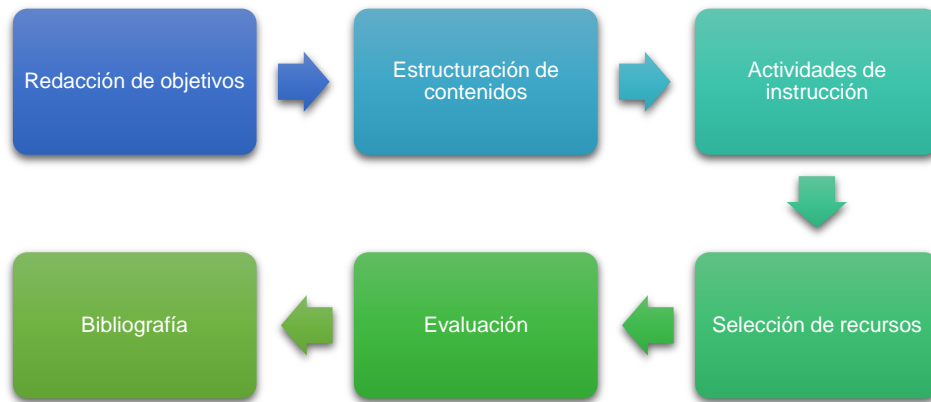 Redacción de objetivos
Estructuración de
contenidos
Actividades de
instrucción
Selección de recursos
Evaluación
Bibliografía